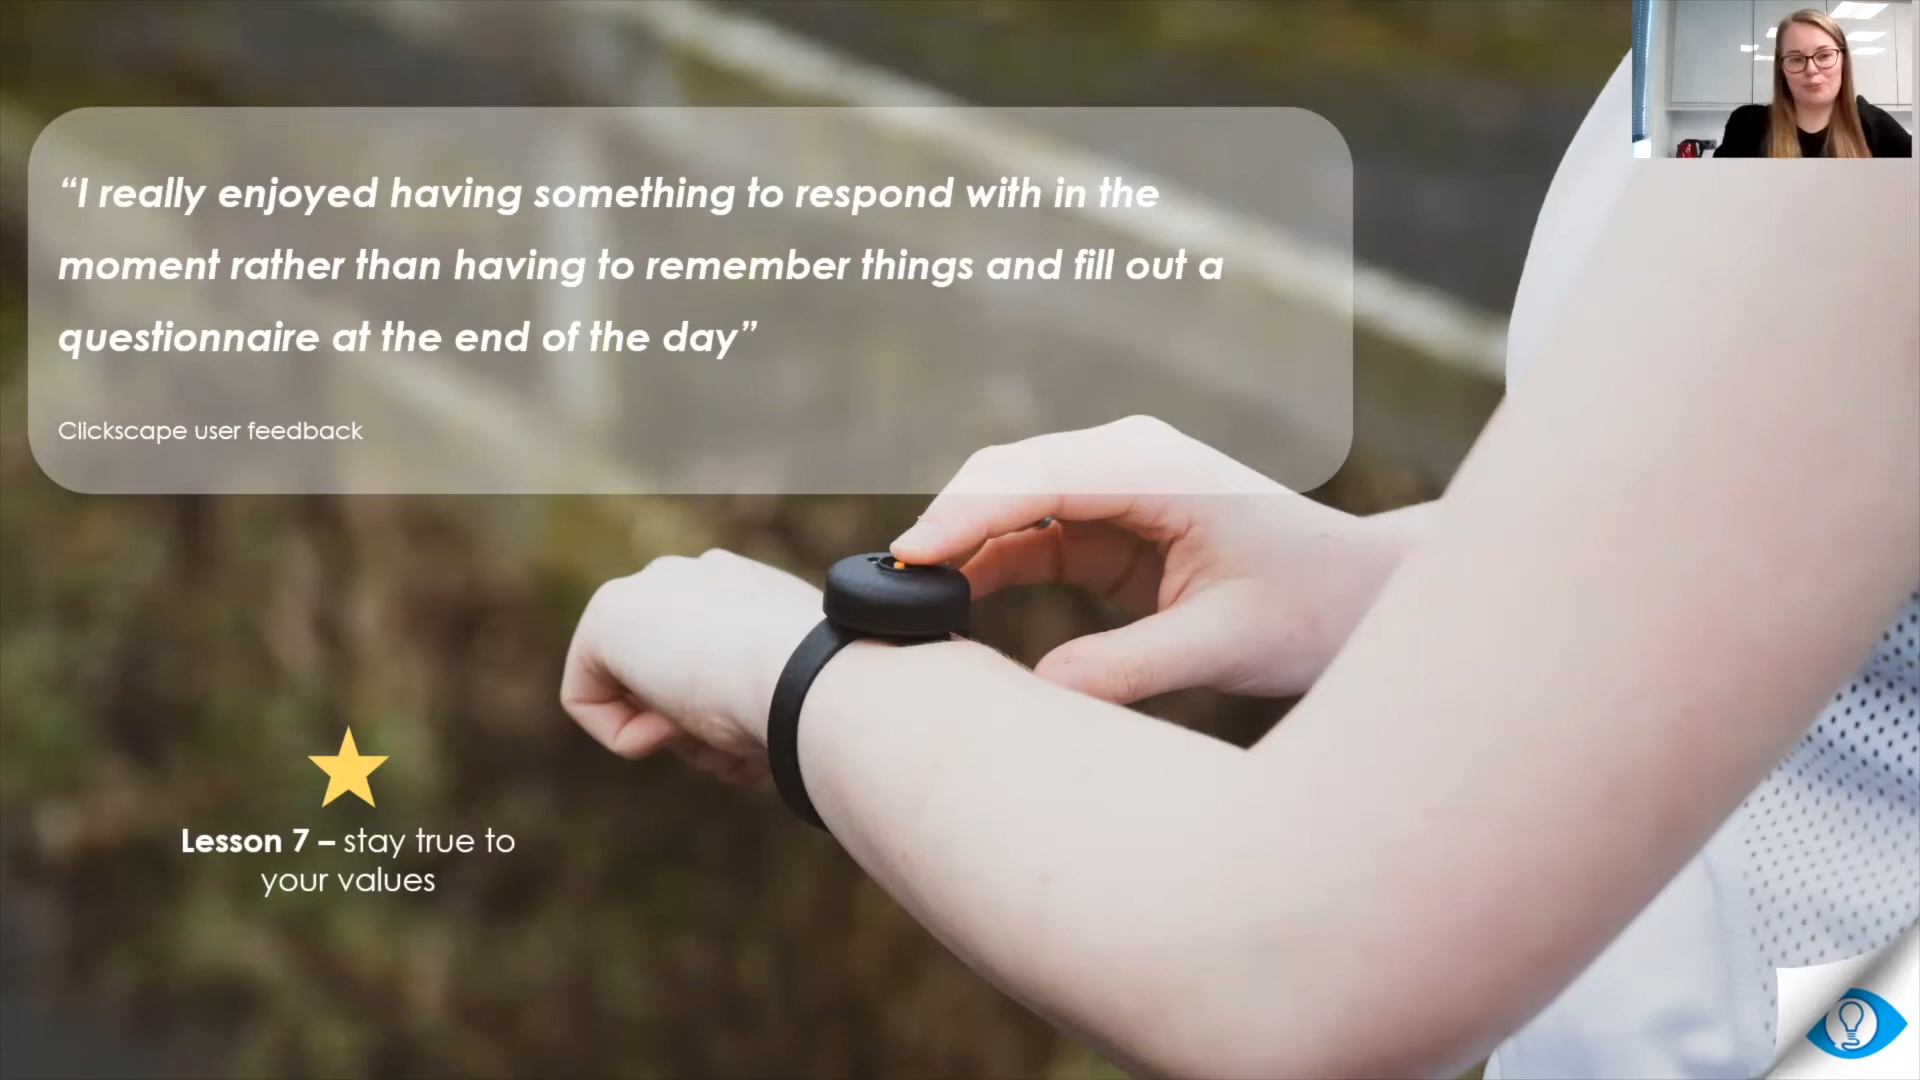 “I really enjoyed having something to respond with in the
moment rather than having to remember things and fill out a
questionnaire at the end of the day”
Clickscape user feedback
Lesson 7 – stay true to
your values